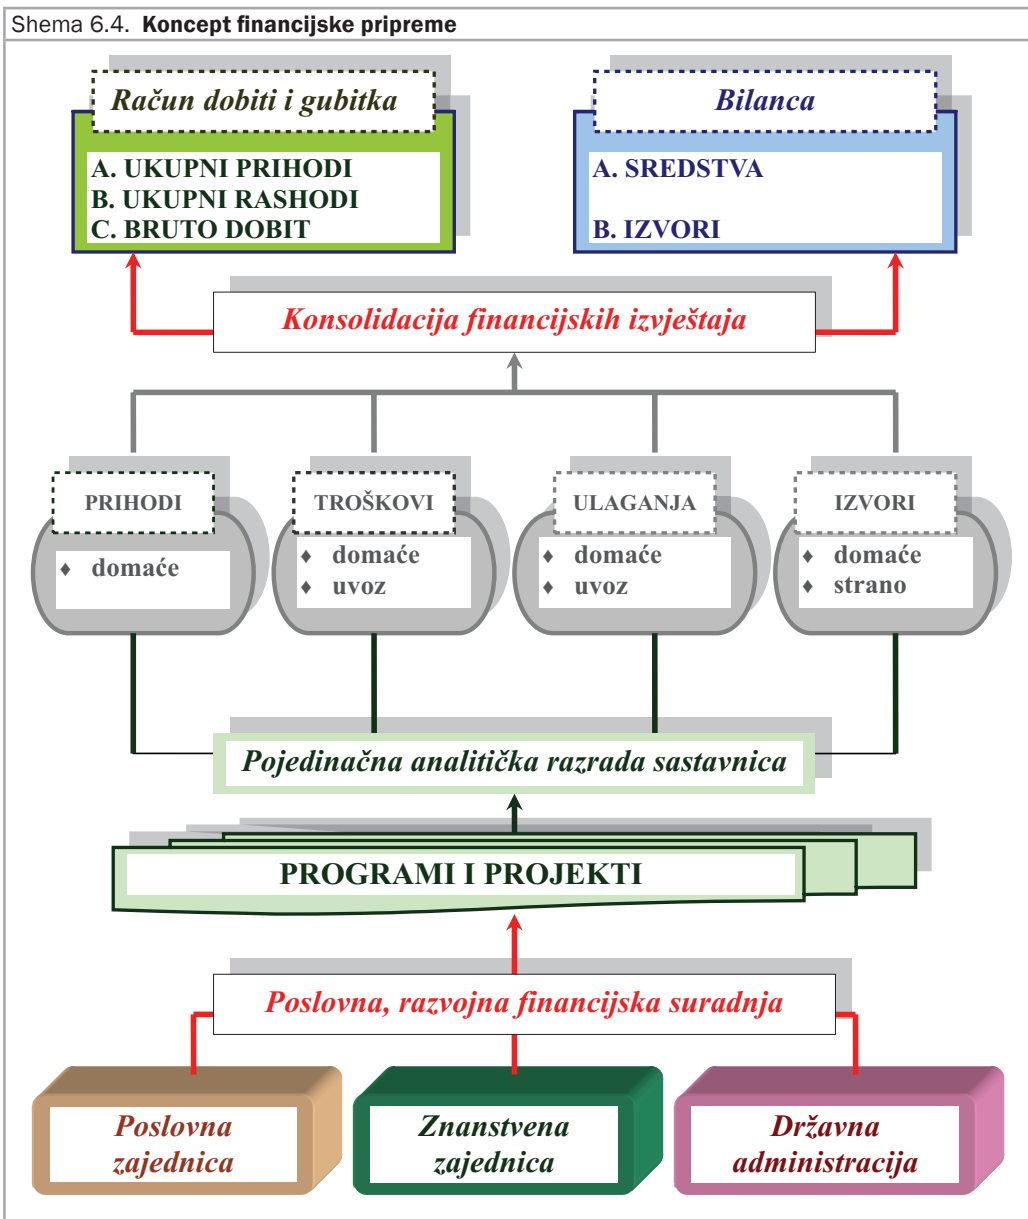 Shema 6.4. Koncept financijske pripreme
Račun dobiti i gubitka
A. UKUPNI PRIHODI
B. UKUPNI RASHODI
C. BRUTO DOBIT
Bilanca
A. SREDSTVA
B. IZVORI
Konsolidacija financijskih izvještaja
PRIHODI
♦ domaće
TROŠKOVI
♦ domaće
♦ uvoz
ULAGANJA
♦ domaće
♦ uvoz
IZVORI
♦ domaće
♦ strano
Pojedinačna analitička razrada sastavnica
PROGRAMI I PROJEKTI
Poslovna, razvojna financijska suradnja
Poslovna
zajednica
Znanstvena
zajednica
Državna
administracija